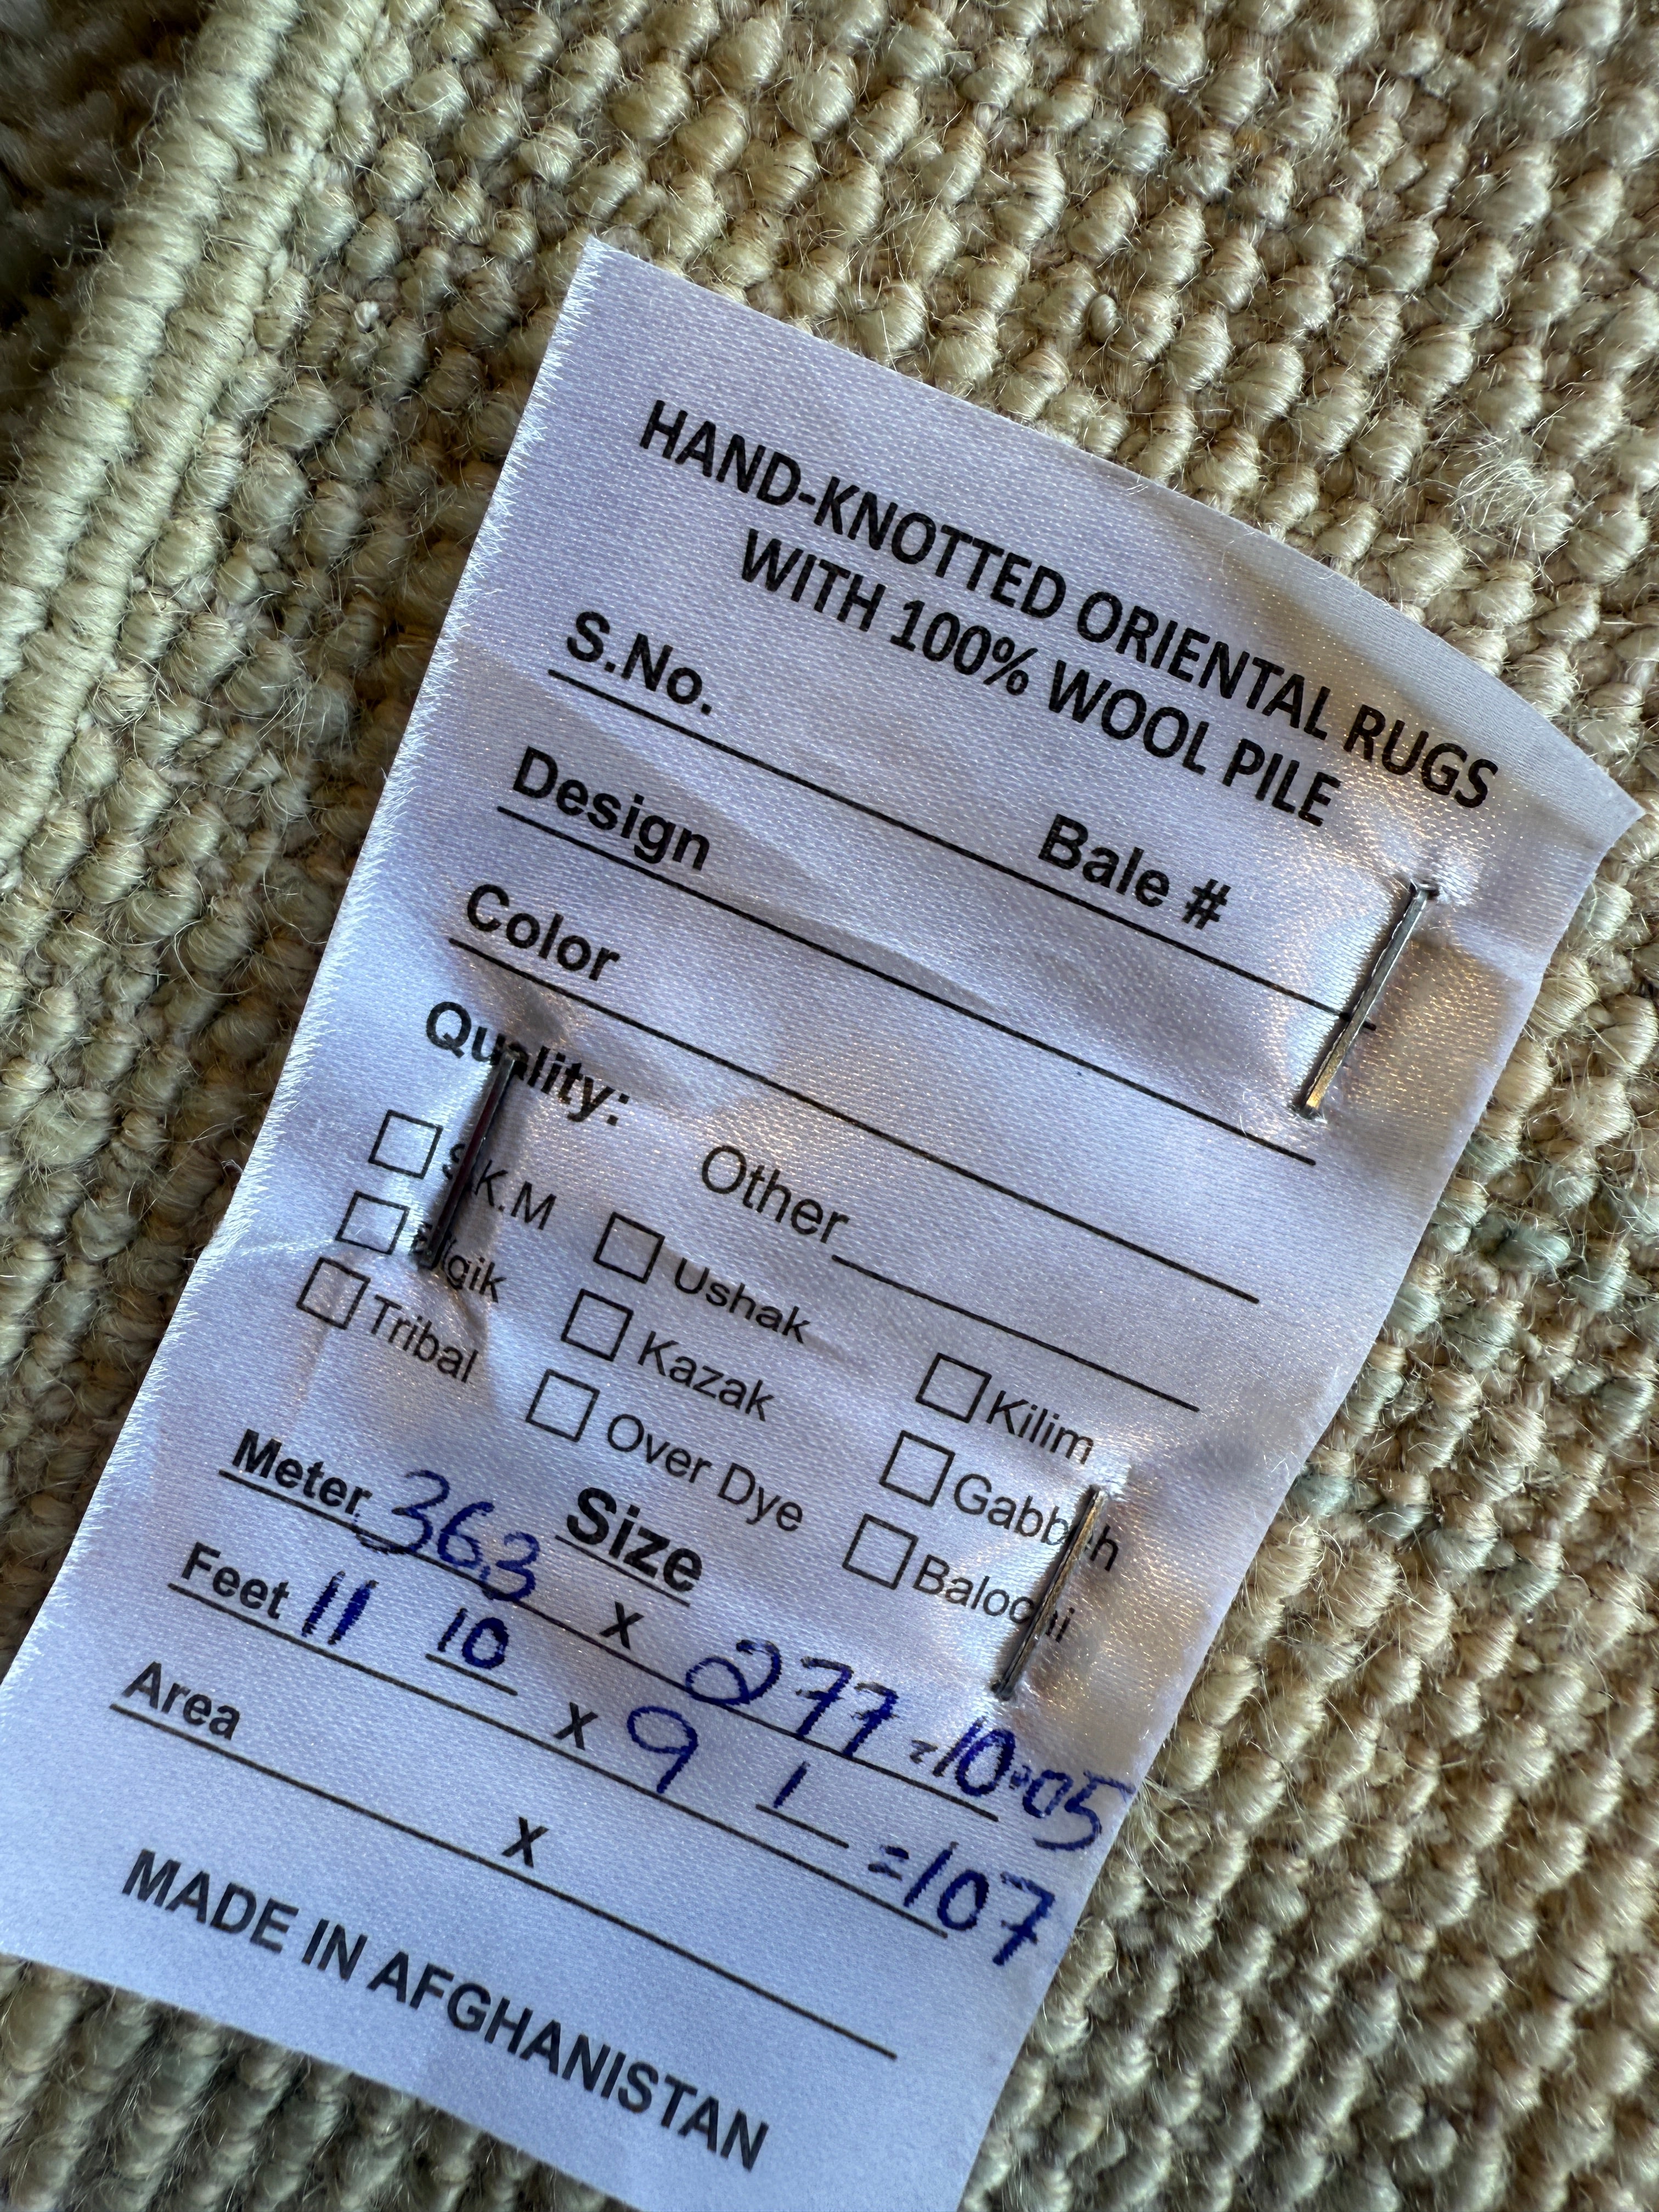 HAND-KNOTTED ORIENTAL RUGS
WITH 100% WOOL PILE
S.No. Bale #
Design
Color
Quality: Other
Ushak Kilim
Tribal Kazak Gabbeh
Over Dye Balochi
Size
Meter 363 x 277 = 10.05
Feet 11 10 x 9 1 = 107
Area x
MADE IN AFGHANISTAN